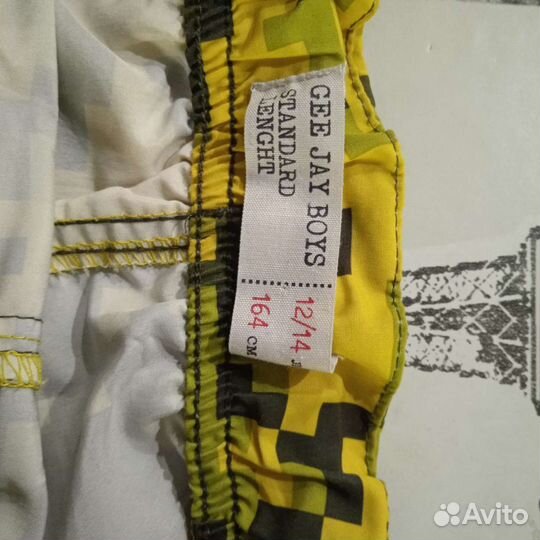 GEE JAY BOYS
STANDARD
LENGHT
12/14 J
164 CM
Avito